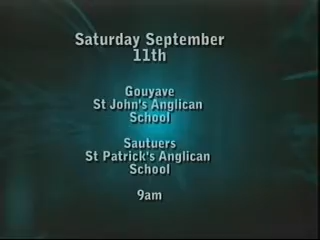 Saturday September
11th
Gouyave
St John's Anglican
School
Sautuers
St Patrick's Anglican
School
9am